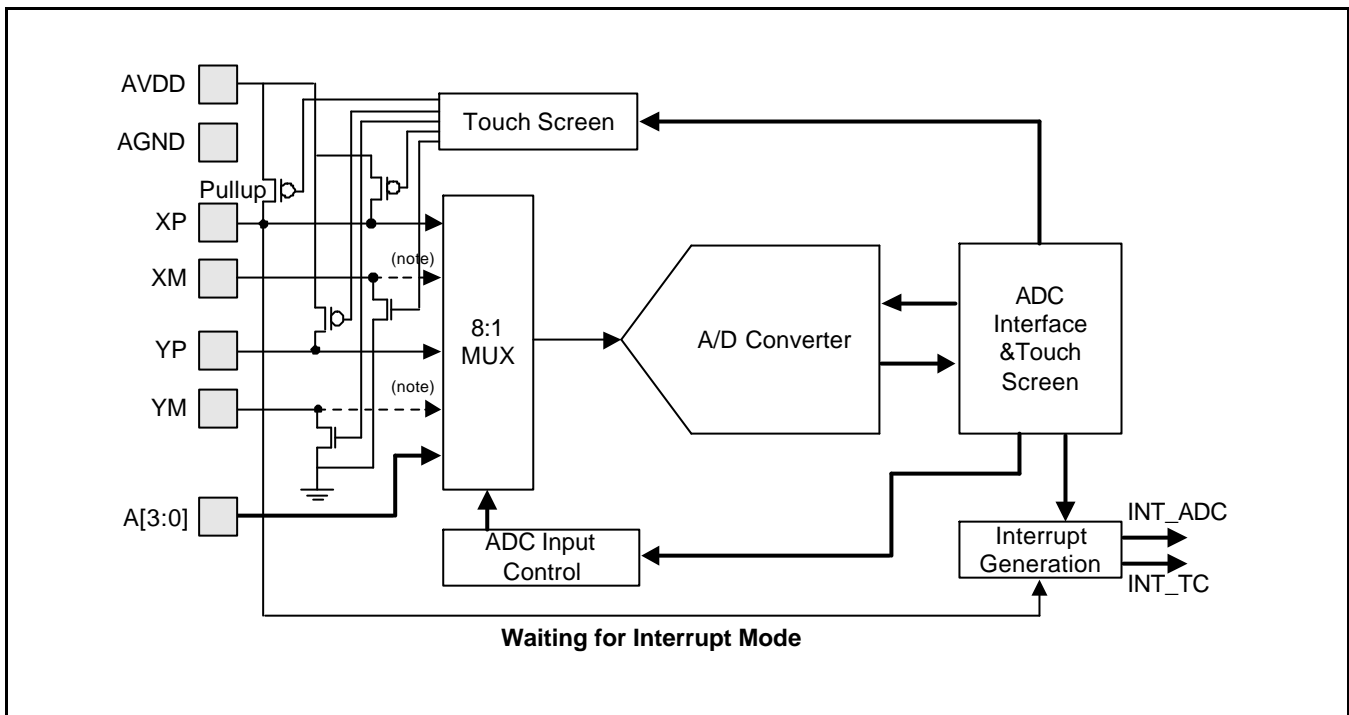 AVDD
AGND
Pullup
XP
XM
YP
YM
A[3:0]
Touch Screen
(note)
(note)
8:1
MUX
A/D Converter
ADC
Interface
&Touch
Screen
ADC Input
Control
Interrupt
Generation
INT_ADC
INT_TC
Waiting for Interrupt Mode